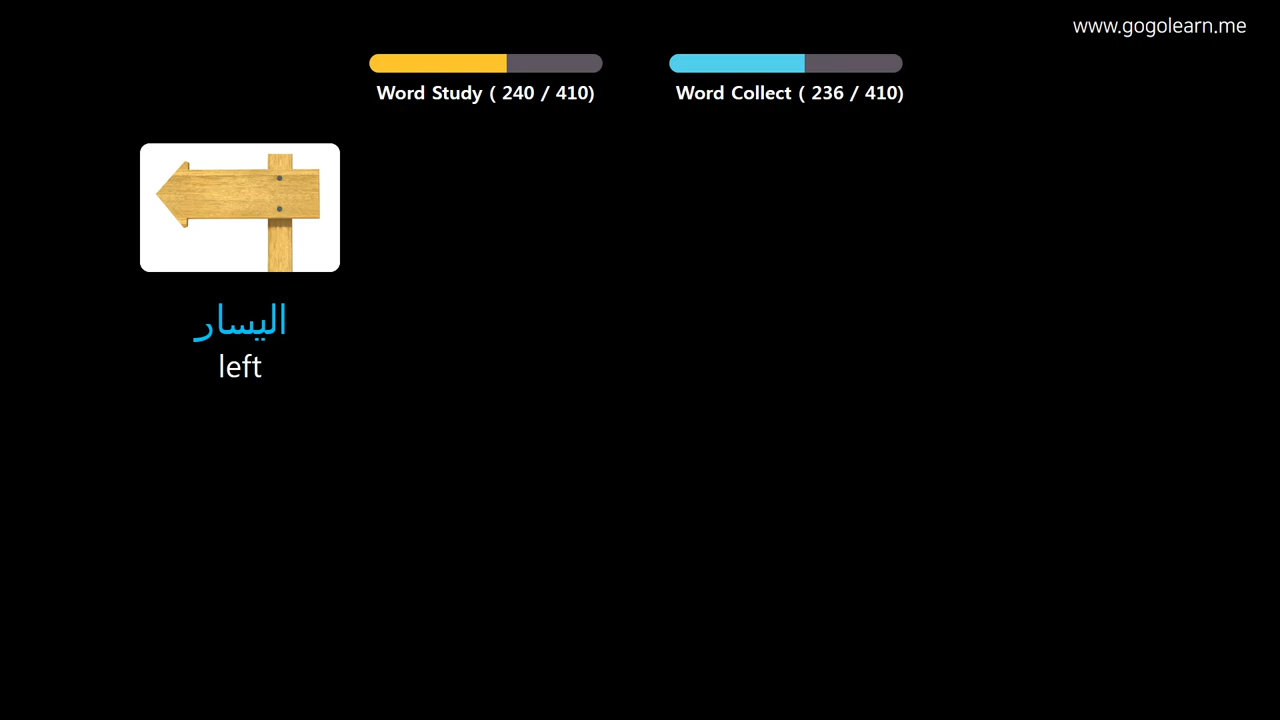 www.gogolearn.me
Word Study ( 240 / 410)
Word Collect ( 236 / 410)
اليسار
left